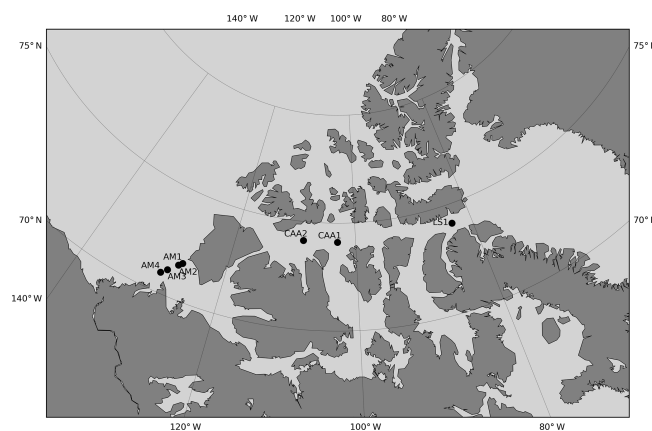 140° W 120° W 100° W 80° W
75° N 75° N
70° N 70° N
LS1
CAA2 CAA1
AM1
AM4 AM2
AM3
140° W
120° W 100° W 80° W